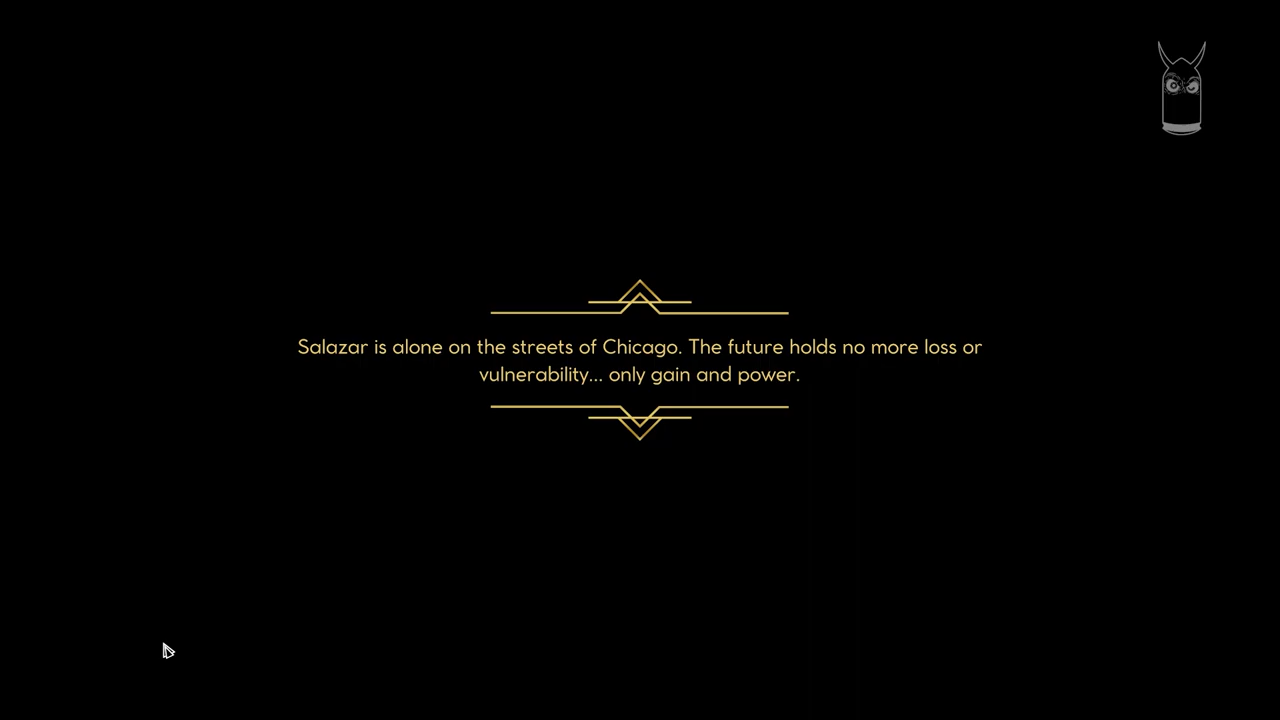 Salazar is alone on the streets of Chicago. The future holds no more loss or
vulnerability... only gain and power.